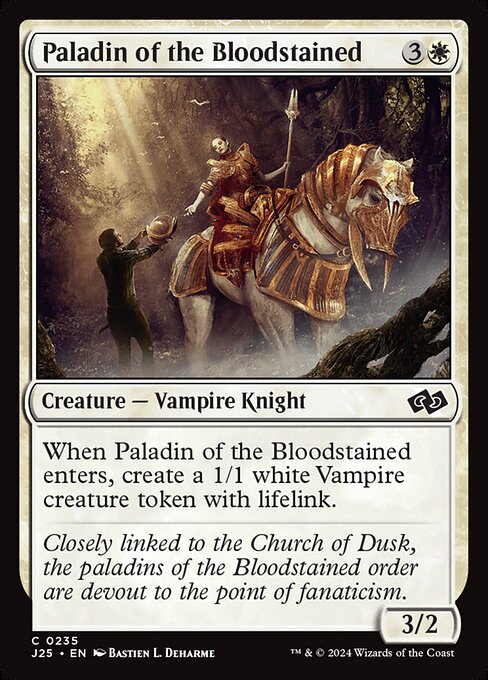 Paladin of the Bloodstained 3
Creature — Vampire Knight
When Paladin of the Bloodstained
enters, create a 1/1 white Vampire
creature token with lifelink.
Closely linked to the Church of Dusk,
the paladins of the Bloodstained order
are devout to the point of fanaticism.
3/2
C 0235
J25 • EN Bastien L. Deharme
™ & © 2024 Wizards of the Coast